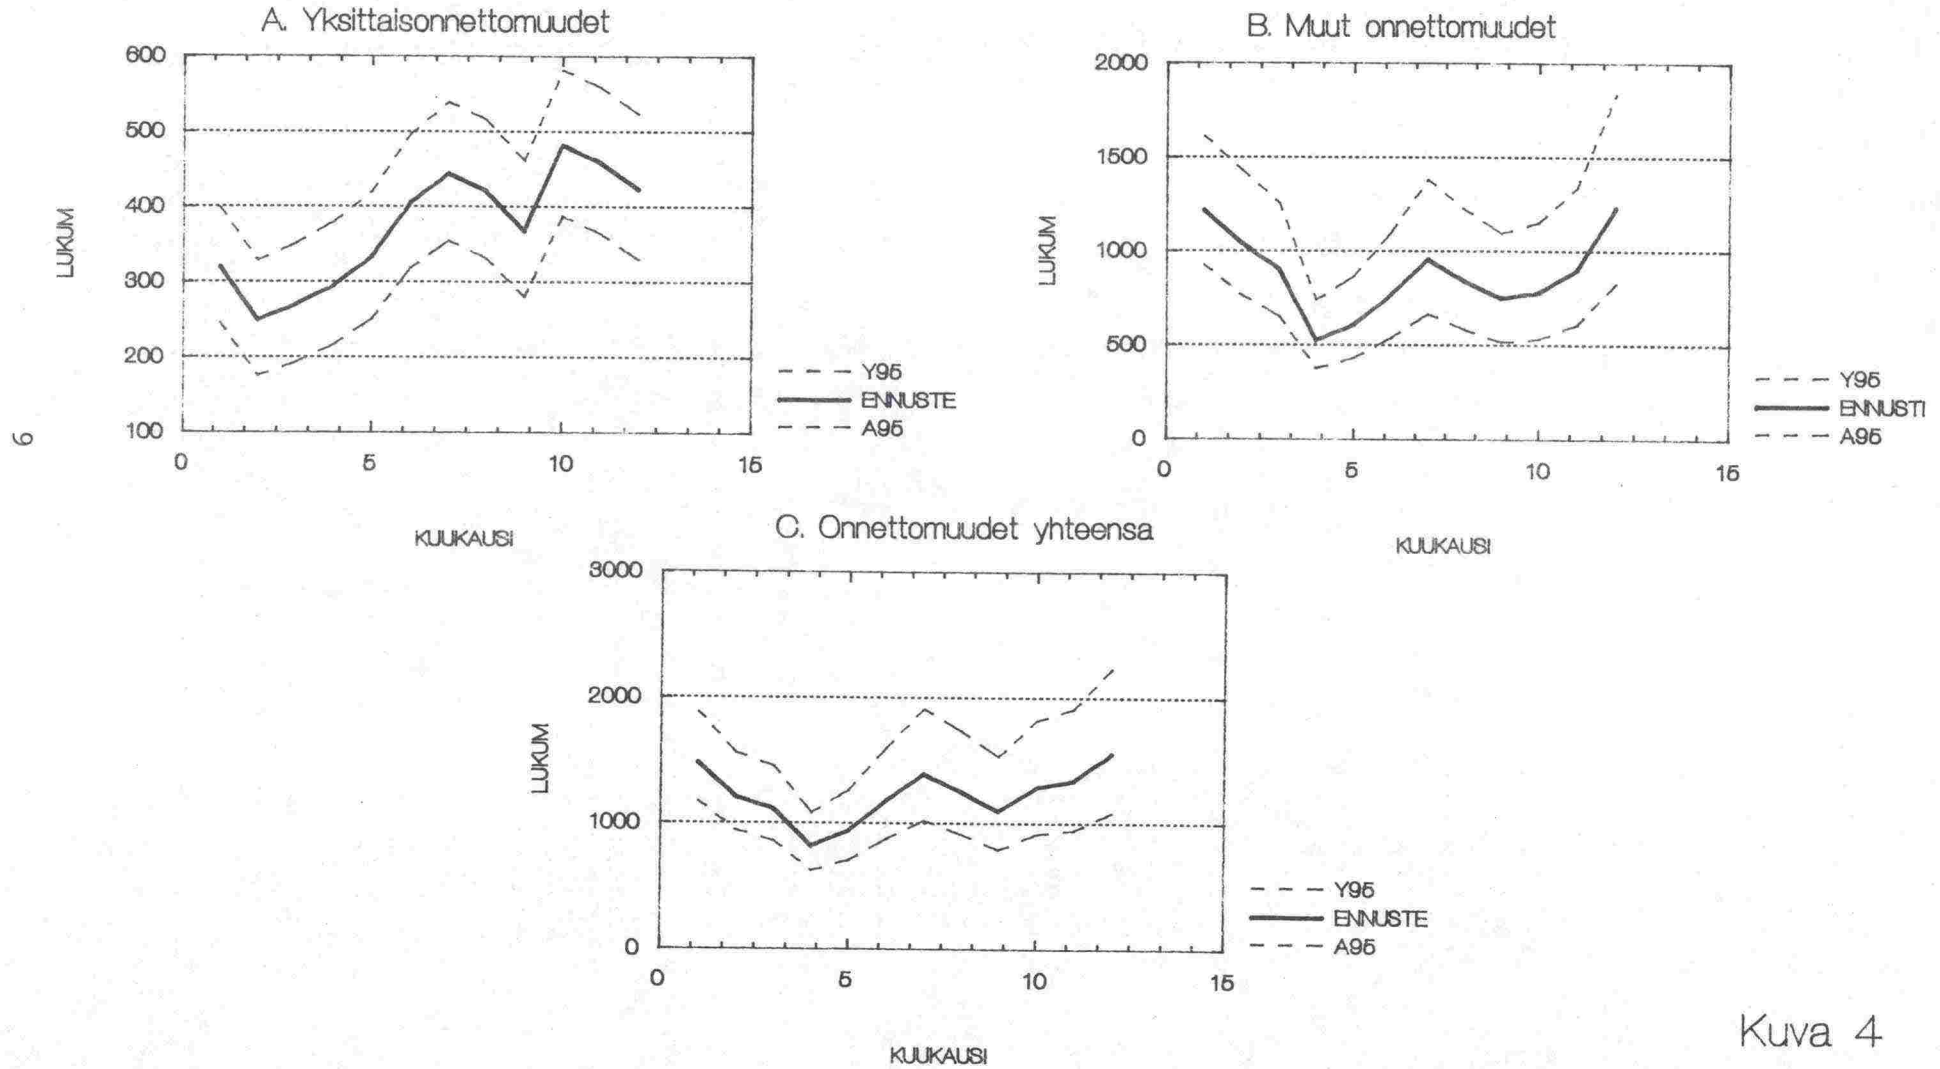 A. Yksittaisonnettomuudet
600
500
400
300
200
100
LUKUM
0 5 10 15
KUUKAUSI
Y95
ENNUSTE
A95
B. Muut onnettomuudet
2000
1500
1000
500
0
LUKUM
0 5 10 15
KUUKAUSI
Y95
ENNUSTI
A95
9
C. Onnettomuudet yhteensa
3000
2000
1000
0
LUKUM
0 5 10 15
KUUKAUSI
Y95
ENNUSTE
A95
Kuva 4